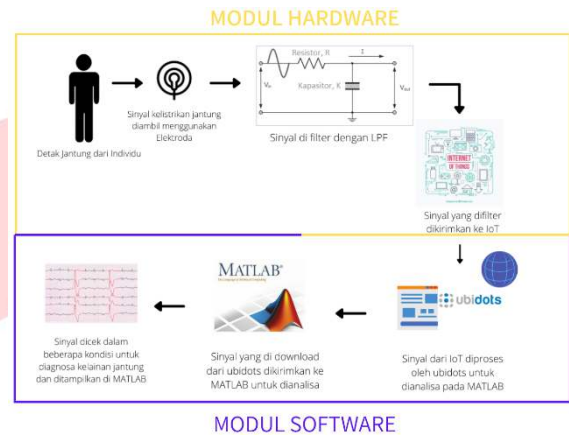 MODUL HARDWARE
Detak Jantung dari Individu
Sinyal kelistrikan jantung
diambil menggunakan
Elektroda
Resistor, R
I
Vin
Kapasitor, K
Vout
Sinyal di filter dengan LPF
INTERNET
OF THINGS
Sinyal yang difilter
dikirimkan ke IoT
ubidots
Sinyal dari IoT diproses
oleh ubidots untuk
dianalisa pada MATLAB
MATLAB®
Sinyal yang di download
dari ubidots dikirimkan ke
MATLAB untuk dianalisa
Sinyal dicek dalam
beberapa kondisi untuk
diagnosa kelainan jantung
dan ditampilkan di MATLAB
MODUL SOFTWARE